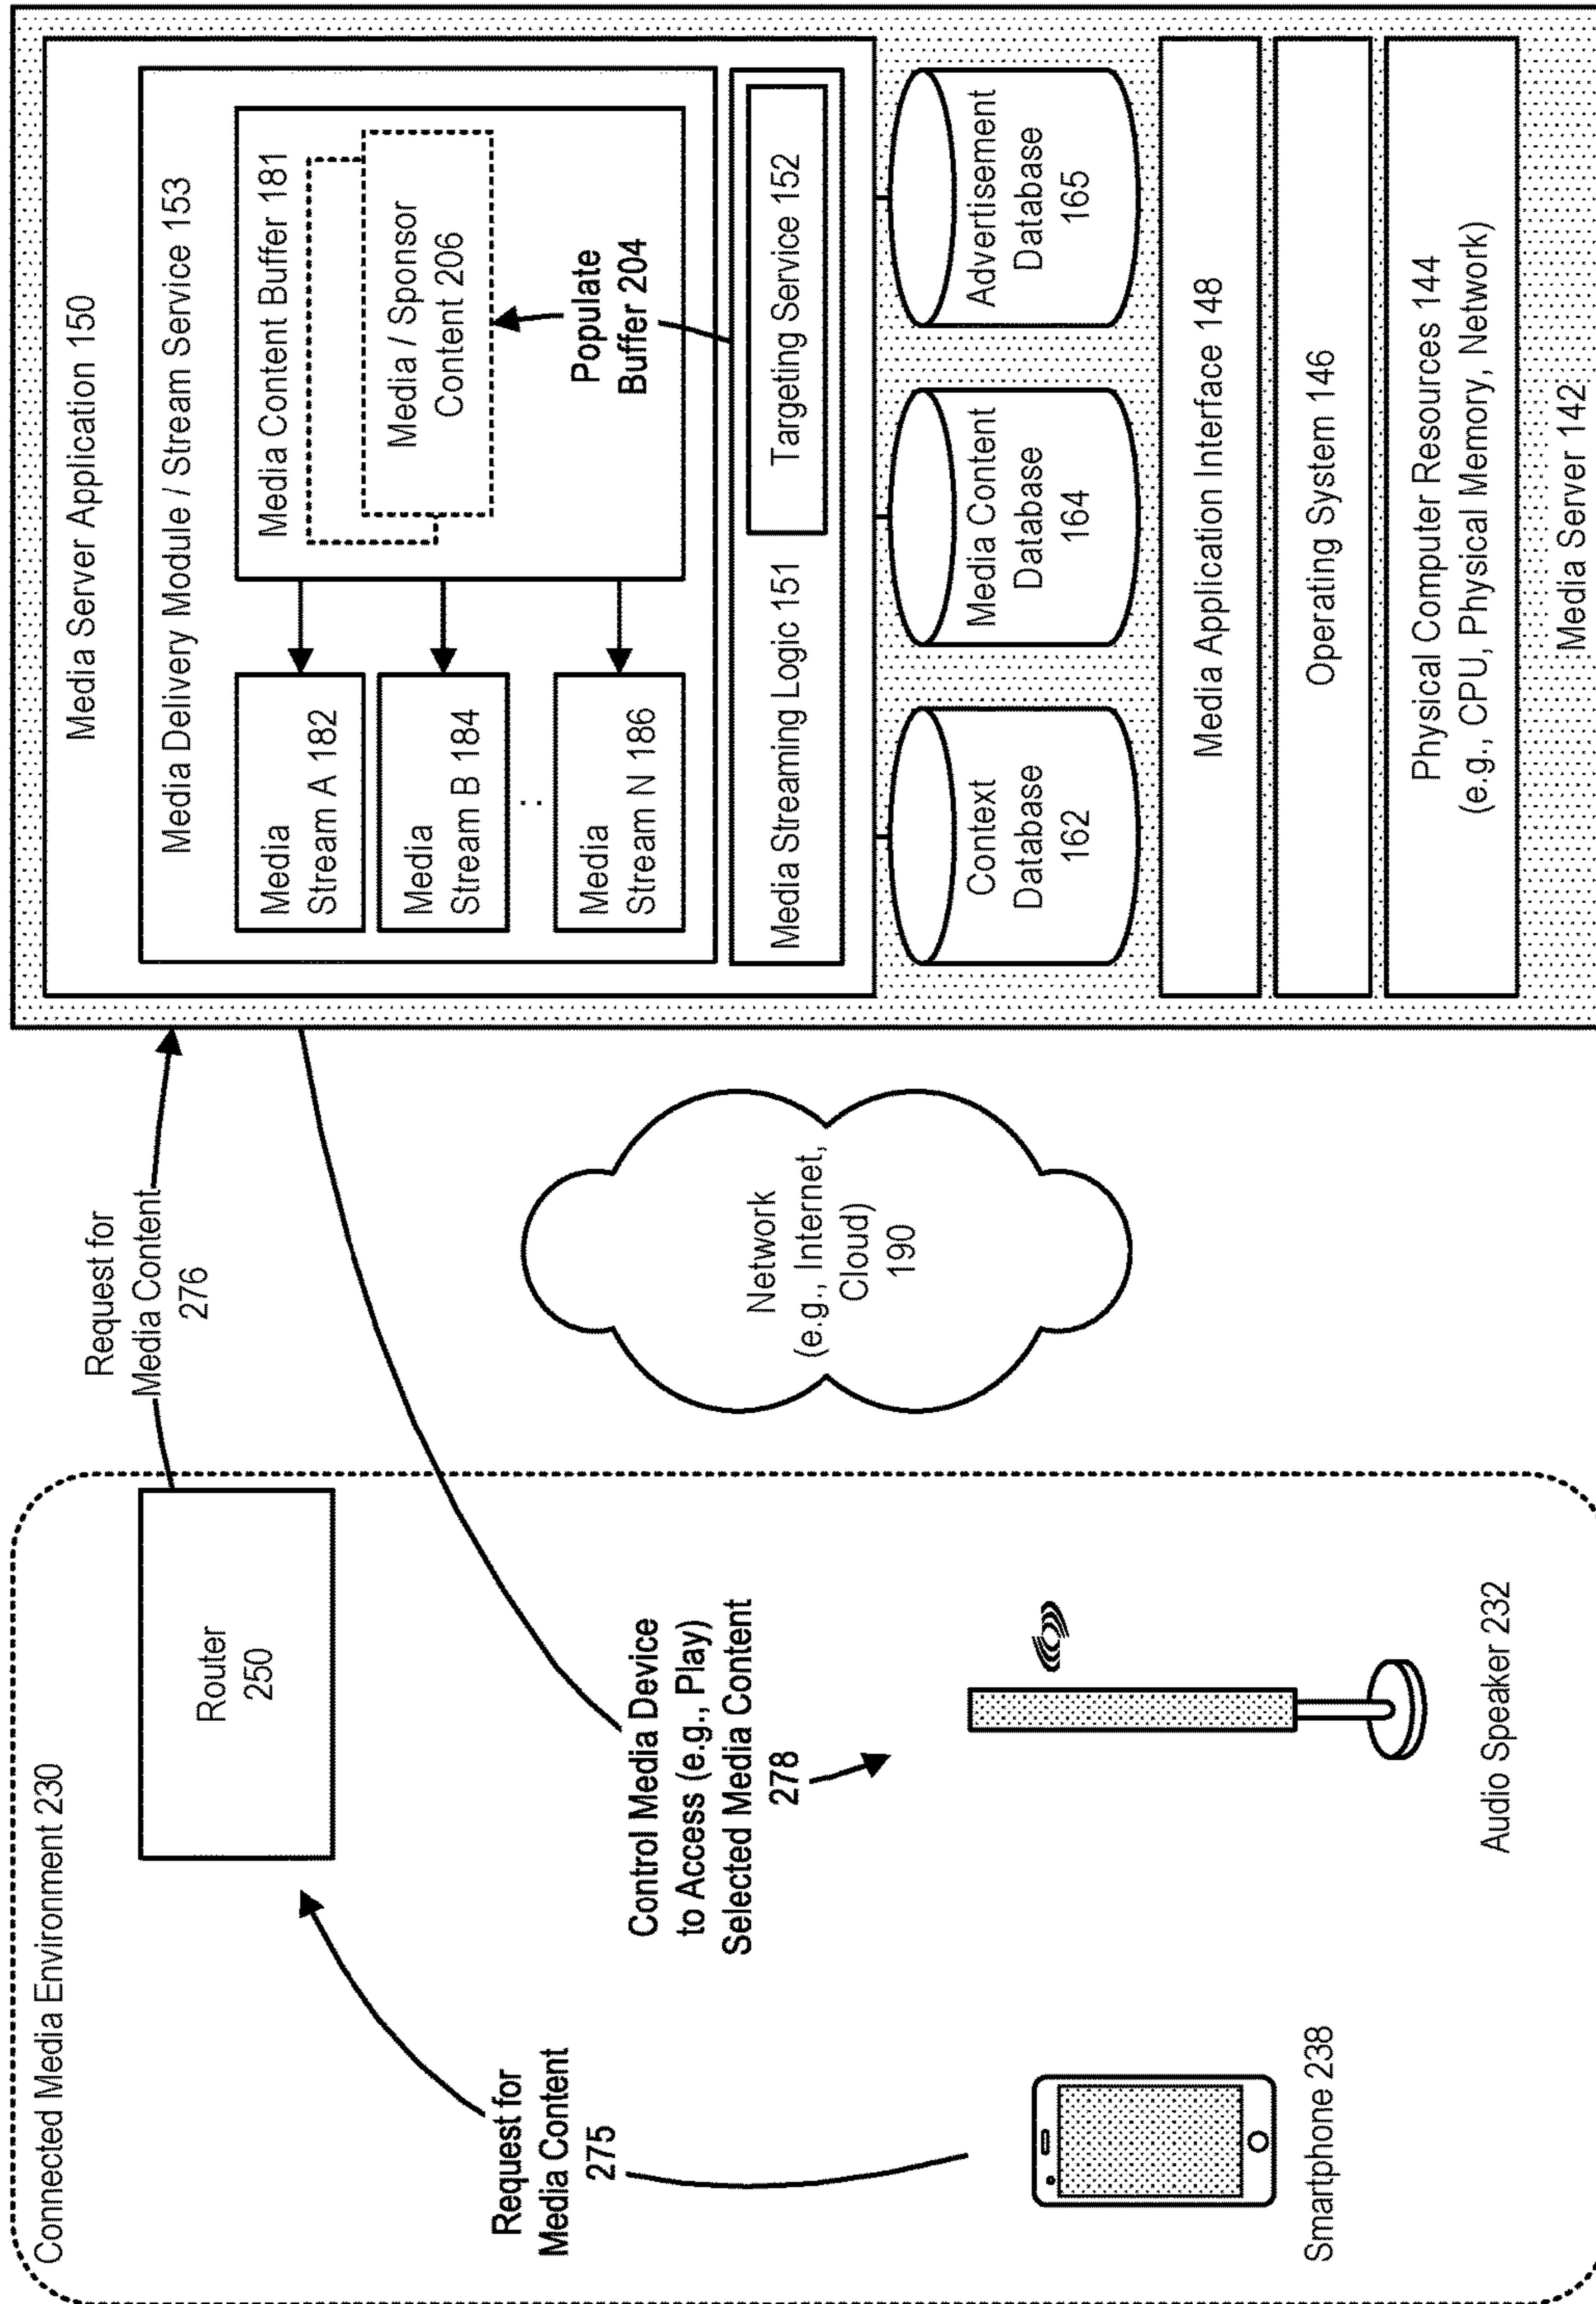 Connected Media Environment 230
Router
250
Request for
Media Content
275
Control Media Device
to Access (e.g., Play)
Selected Media Content
278
Smartphone 238
Audio Speaker 232
Request for
Media Content
276
Network
(e.g., Internet,
Cloud)
190
Media Server Application 150
Media Delivery Module / Stream Service 153
Media
Stream A 182
Media
Stream B 184
..
Media
Stream N 186
Media Content Buffer 181
Media / Sponsor
Content 206
Populate
Buffer 204
Media Streaming Logic 151
Targeting Service 152
Context
Database
162
Media Content
Database
164
Advertisement
Database
165
Media Application Interface 148
Operating System 146
Physical Computer Resources 144
(e.g., CPU, Physical Memory, Network)
Media Server 142